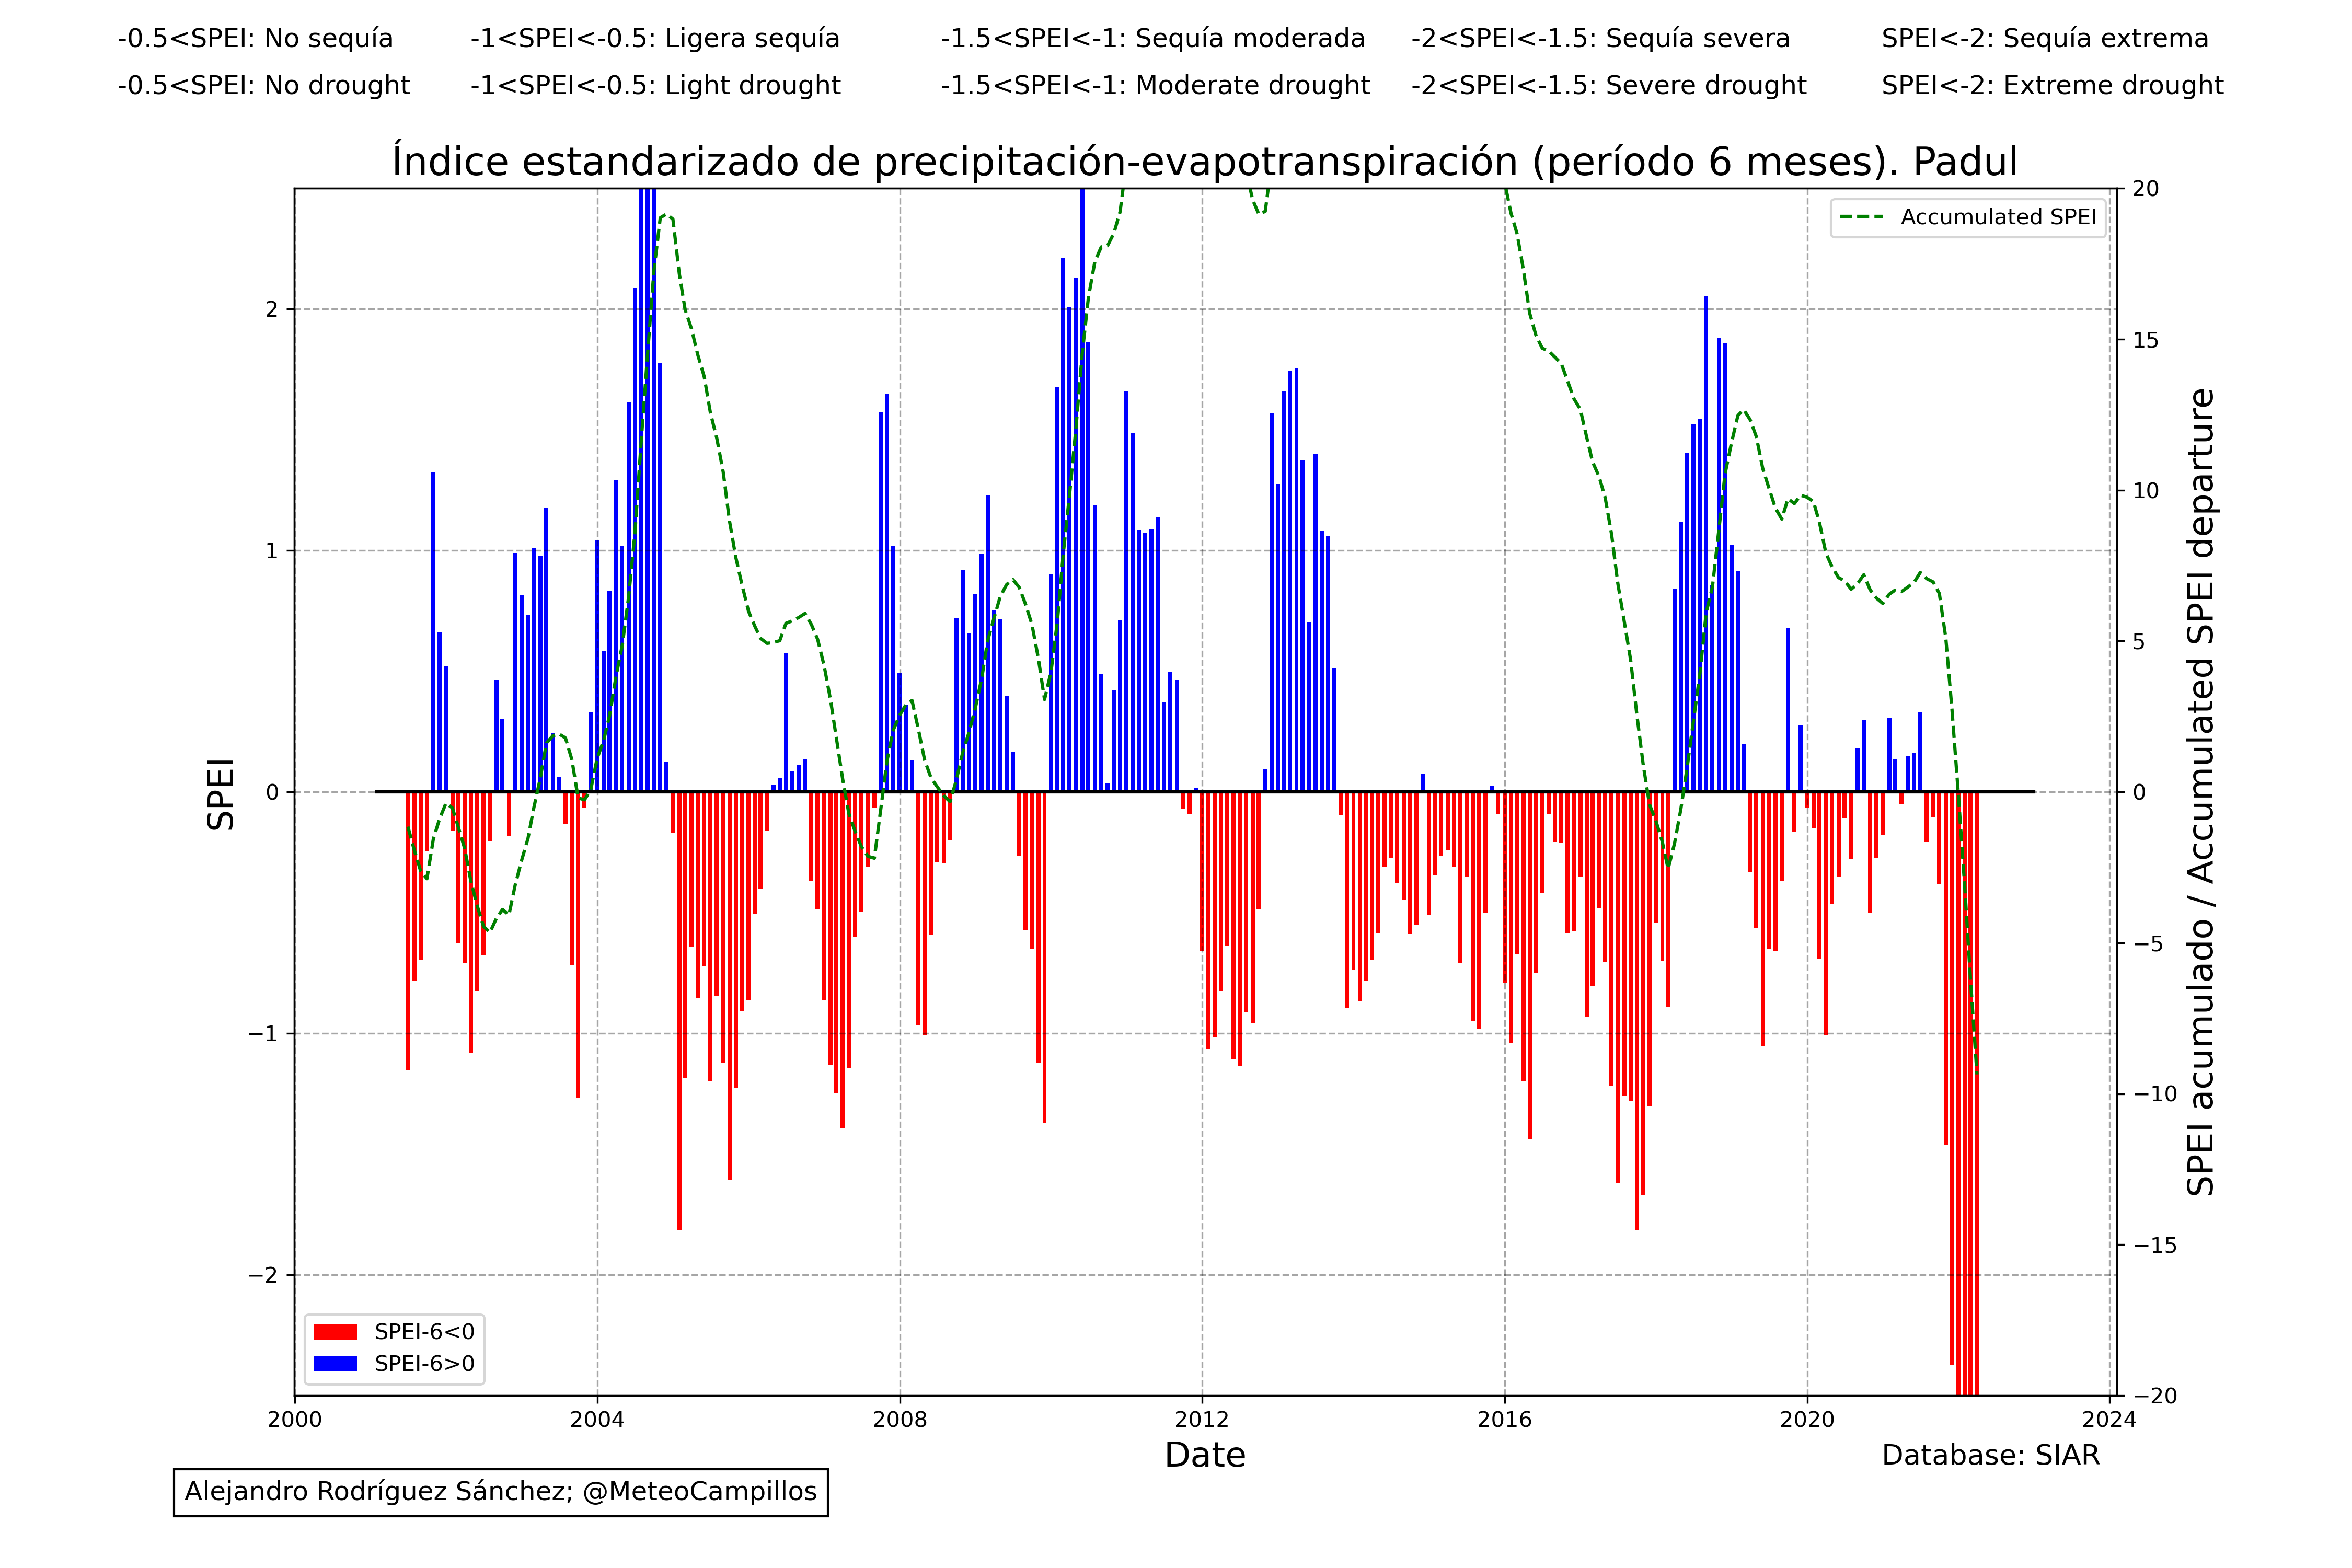 -0.5<SPEI: No sequía -1<SPEI<-0.5: Ligera sequía -1.5<SPEI<-1: Sequía moderada -2<SPEI<-1.5: Sequía severa SPEI<-2: Sequía extrema
-0.5<SPEI: No drought -1<SPEI<-0.5: Light drought -1.5<SPEI<-1: Moderate drought -2<SPEI<-1.5: Severe drought SPEI<-2: Extreme drought
Índice estandarizado de precipitación-evapotranspiración (período 6 meses). Padul
Accumulated SPEI
SPEI
2
1
0
−1
−2
20
15
10
5
0
−5
−10
−15
−20
SPEI acumulado / Accumulated SPEI departure
SPEI-6<0
SPEI-6>0
2000 2004 2008 2012 2016 2020 2024
Date
Database: SIAR
Alejandro Rodríguez Sánchez; @MeteoCampillos